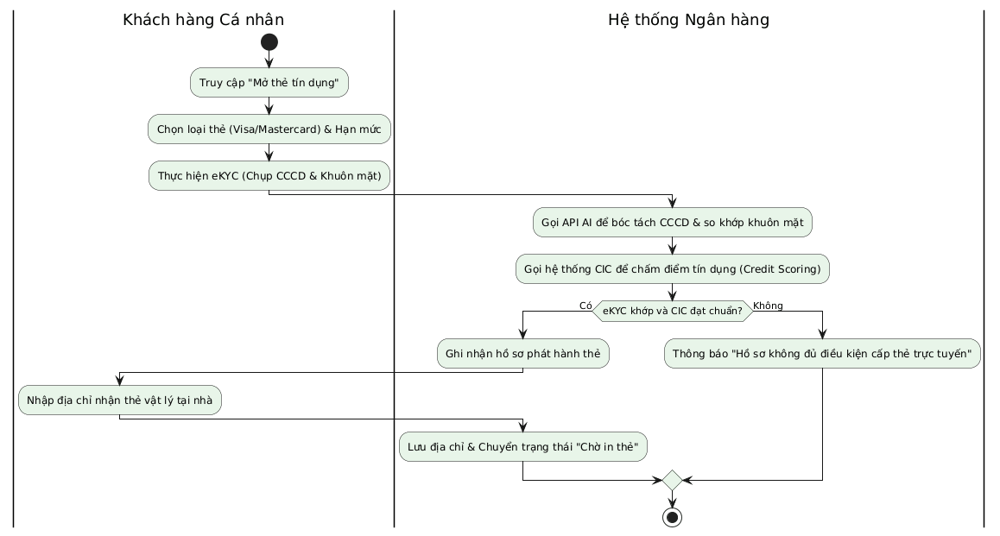 Khách hàng Cá nhân
Hệ thống Ngân hàng
Truy cập "Mở thẻ tín dụng"
Chọn loại thẻ (Visa/Mastercard) & Hạn mức
Thực hiện eKYC (Chụp CCCD & Khuôn mặt)
Gọi API AI để bóc tách CCCD & so khớp khuôn mặt
Gọi hệ thống CIC để chấm điểm tín dụng (Credit Scoring)
Có
eKYC khớp và CIC đạt chuẩn?
Không
Ghi nhận hồ sơ phát hành thẻ
Thông báo "Hồ sơ không đủ điều kiện cấp thẻ trực tuyến"
Nhập địa chỉ nhận thẻ vật lý tại nhà
Lưu địa chỉ & Chuyển trạng thái "Chờ in thẻ"